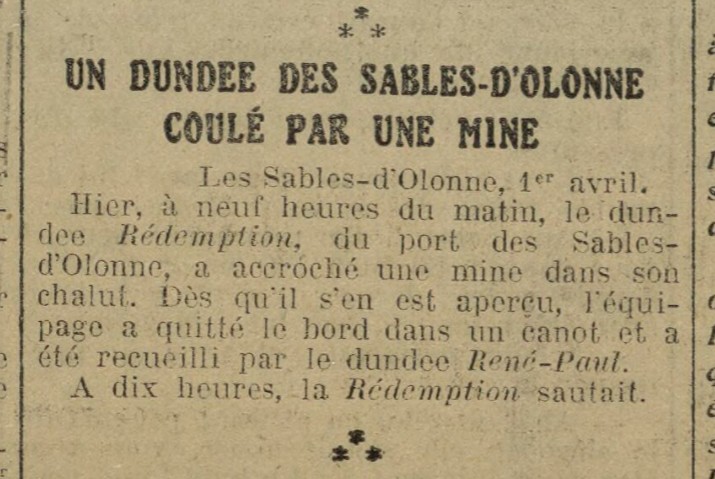 UN DUNDEE DES SABLES-D'OLONNE
COULÉ PAR UNE MINE
Les Sables-d'Olonne, 1er avril.
Hier, à neuf heures du matin, le dun-
dee Rédemption, du port des Sables-
d'Olonne, a accroché une mine dans son
chalut. Dès qu'il s'en est aperçu, l'équi-
page a quitté le bord dans un canot et a
été recueilli par le dundee René-Paul.
A dix heures, la Rédemption sautait.